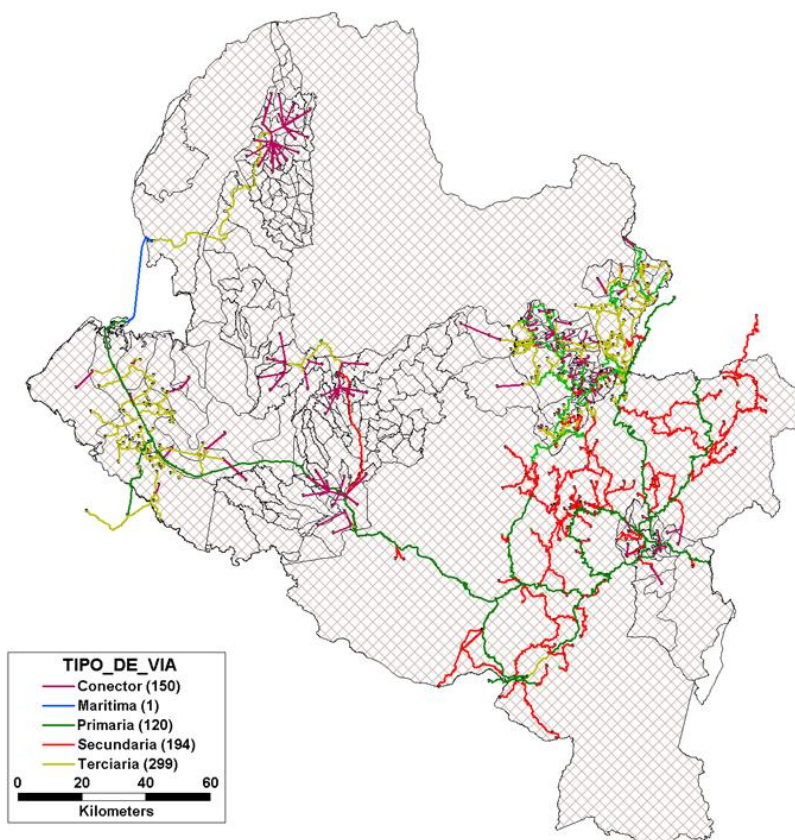 TIPO_DE_VIA
Conector (150)
Maritima (1)
Primaria (120)
Secundaria (194)
Terciaria (299)
0 20 40 60
Kilometers